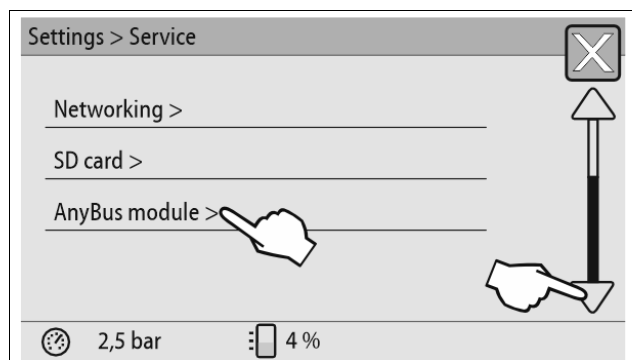 Settings > Service
Networking >
SD card >
AnyBus module >
2,5 bar
4 %